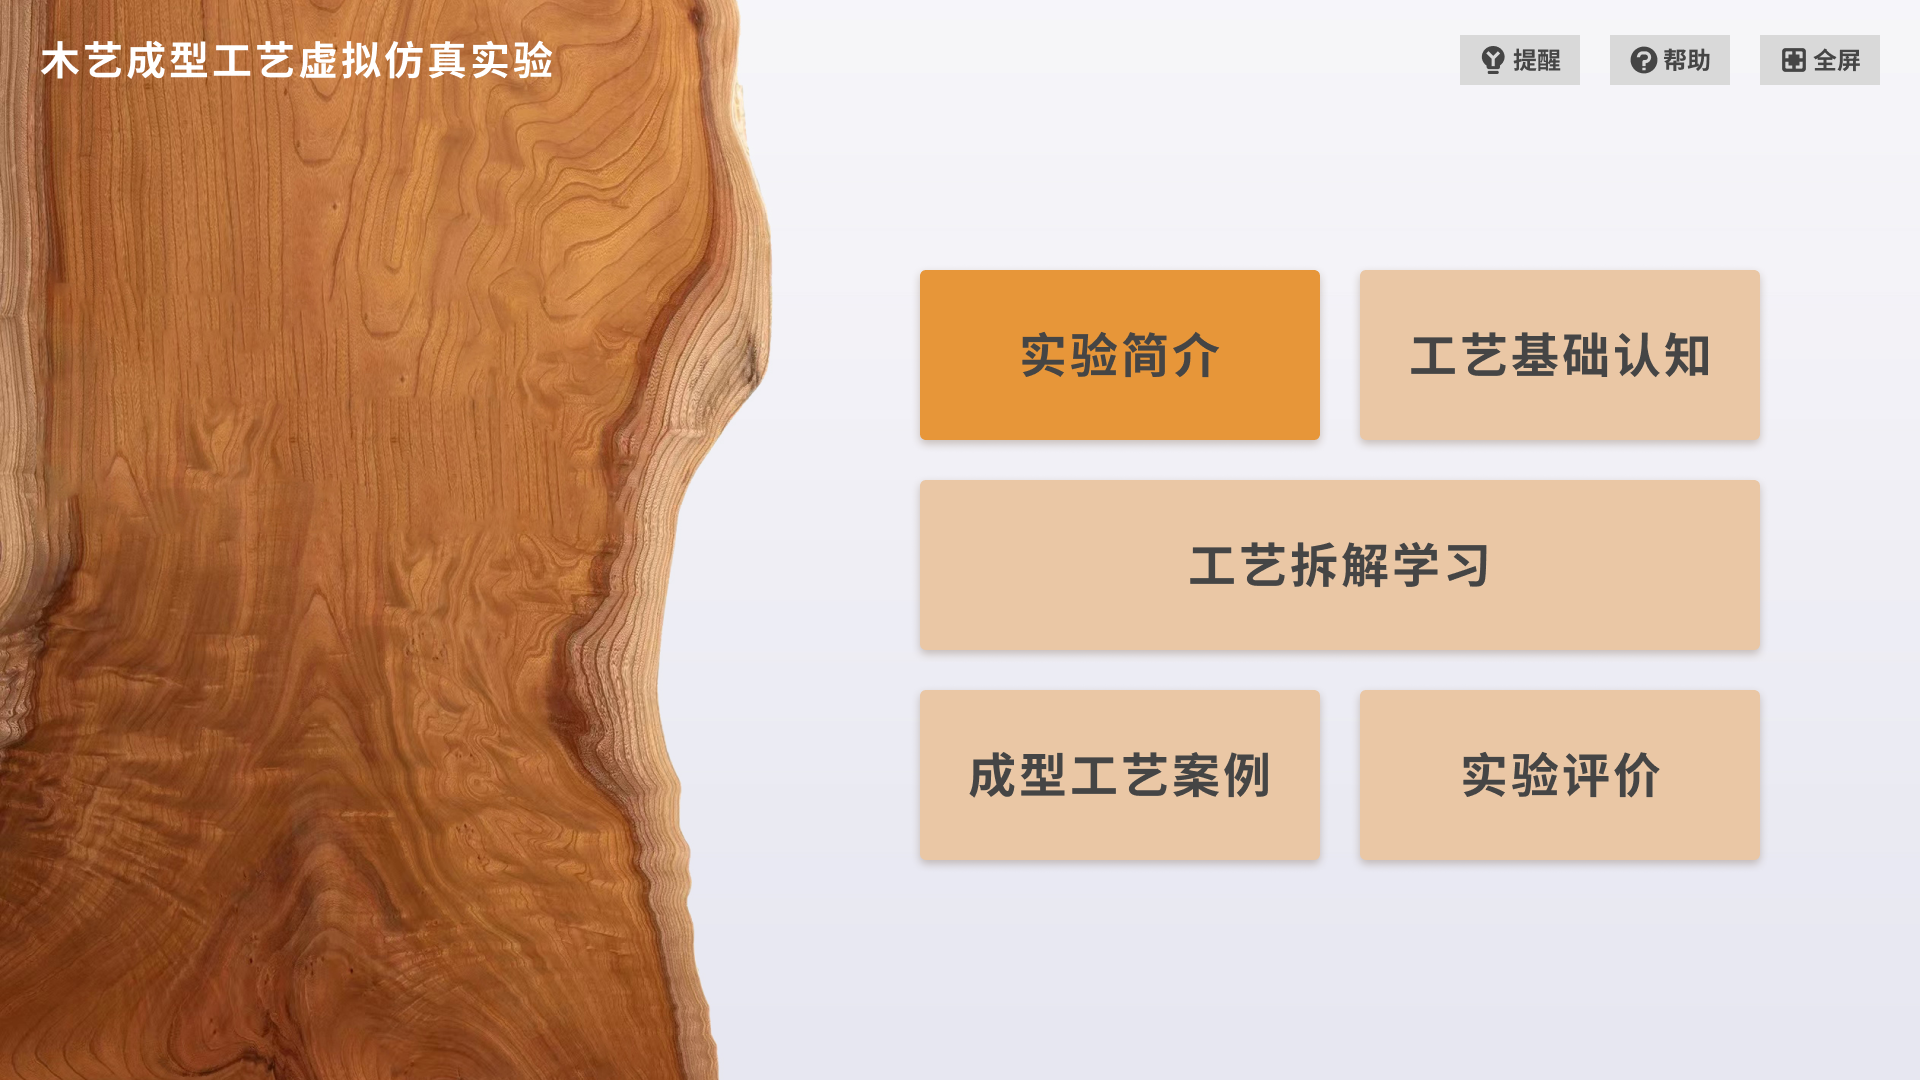 木艺成型工艺虚拟仿真实验
提醒
帮助
全屏
实验简介
工艺基础认知
工艺拆解学习
成型工艺案例
实验评价